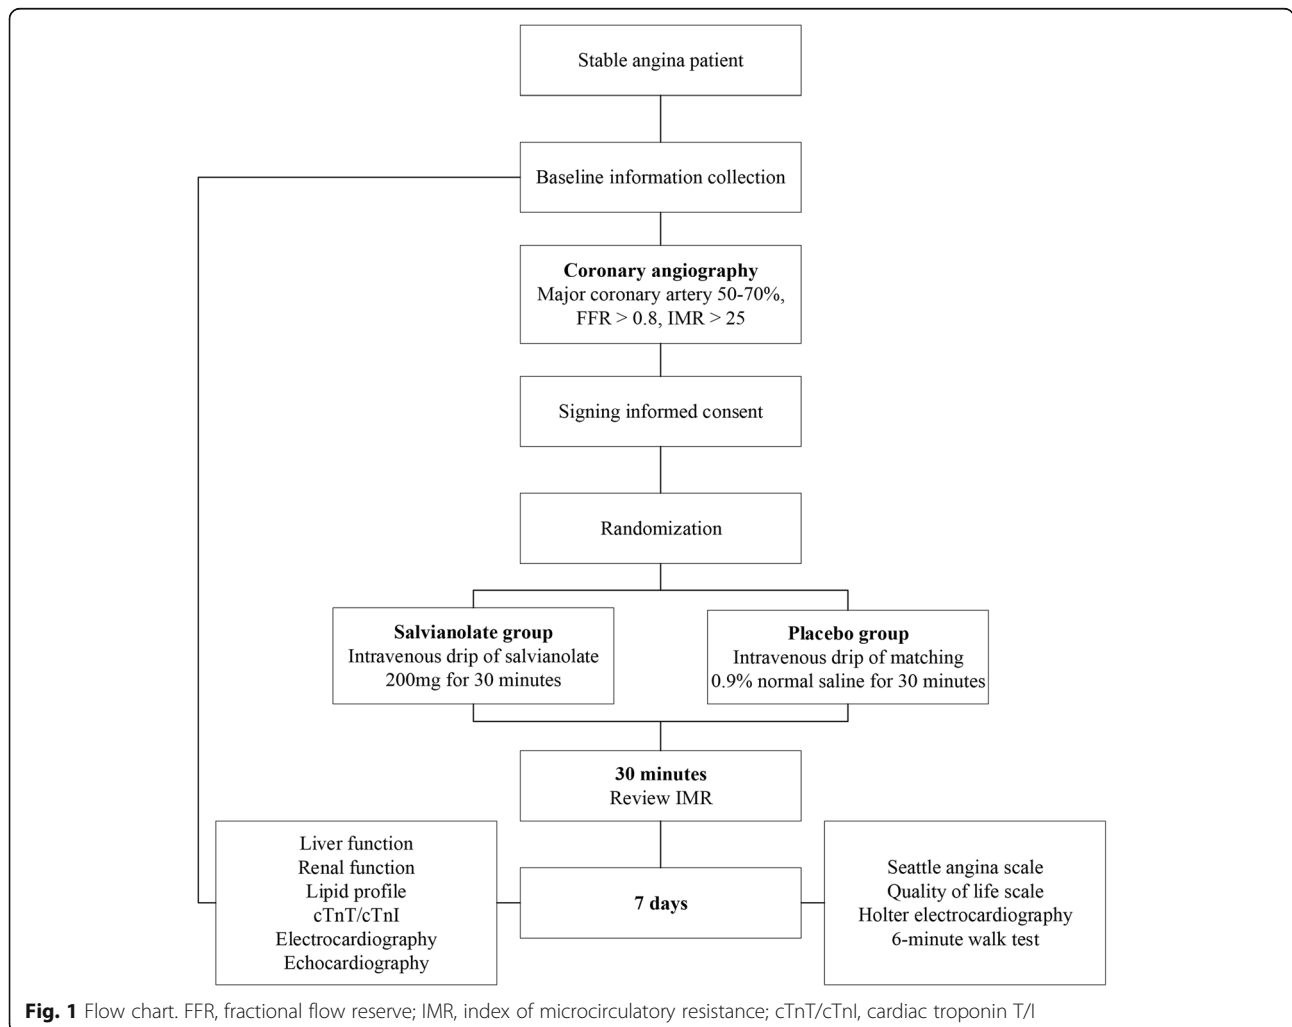 Stable angina patient
Baseline information collection
Coronary angiography
Major coronary artery 50-70%,
FFR > 0.8, IMR > 25
Signing informed consent
Randomization
Salvianolate group
Intravenous drip of salvianolate
200mg for 30 minutes
Placebo group
Intravenous drip of matching
0.9% normal saline for 30 minutes
30 minutes
Review IMR
Liver function
Renal function
Lipid profile
cTnT/cTnI
Electrocardiography
Echocardiography
7 days
Seattle angina scale
Quality of life scale
Holter electrocardiography
6-minute walk test
Fig. 1 Flow chart. FFR, fractional flow reserve; IMR, index of microcirculatory resistance; cTnT/cTnI, cardiac troponin T/I